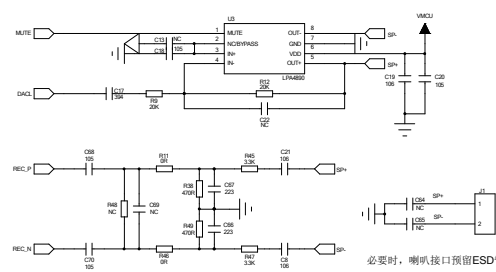 U3
LPA4890
MUTE
C13
NC
C18
105
1
MUTE
2
NC/BYPASS
3
IN+
4
IN-
OUT-
8
GND
7
VDD
6
OUT+
5
SP-
SP+
VMCU
C19
106
C20
105
DACL
C17
394
R9
20K
R12
20K
C22
NC
REC_P
C68
105
R11
0R
R45
3.3K
C21
106
SP+
R48
NC
C69
NC
R38
470R
C67
223
R49
470R
C66
223
REC_N
C70
105
R46
0R
R47
3.3K
C8
106
SP-
J1
C64
NC
SP+
1
C65
NC
SP-
2
必要时，喇叭接口预留ESD